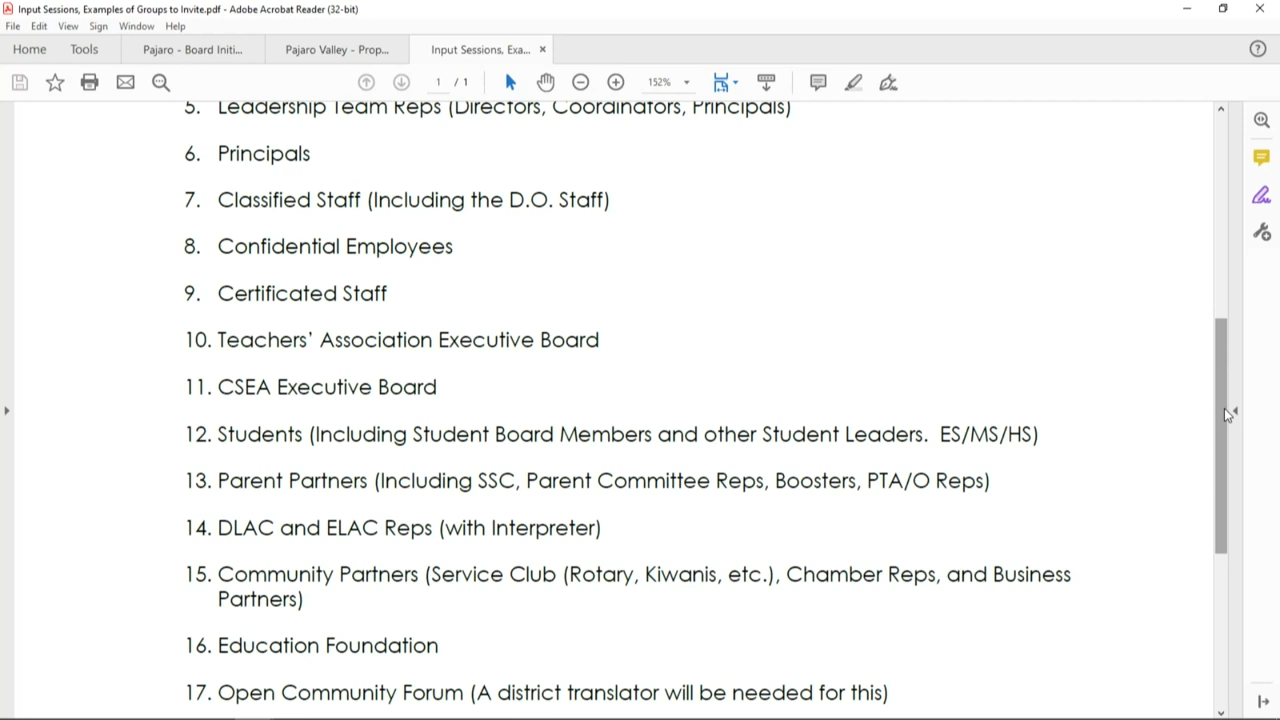 Input Sessions, Examples of Groups to Invite.pdf - Adobe Acrobat Reader (32-bit)
File Edit View Sign Window Help
Home Tools Pajaro - Board Initi... Pajaro Valley - Prop... Input Sessions, Exa... ×
1 / 1 152%
5. Leadership Team Reps (Directors, Coordinators, Principals)
6. Principals
7. Classified Staff (Including the D.O. Staff)
8. Confidential Employees
9. Certificated Staff
10. Teachers’ Association Executive Board
11. CSEA Executive Board
12. Students (Including Student Board Members and other Student Leaders. ES/MS/HS)
13. Parent Partners (Including SSC, Parent Committee Reps, Boosters, PTA/O Reps)
14. DLAC and ELAC Reps (with Interpreter)
15. Community Partners (Service Club (Rotary, Kiwanis, etc.), Chamber Reps, and Business
Partners)
16. Education Foundation
17. Open Community Forum (A district translator will be needed for this)